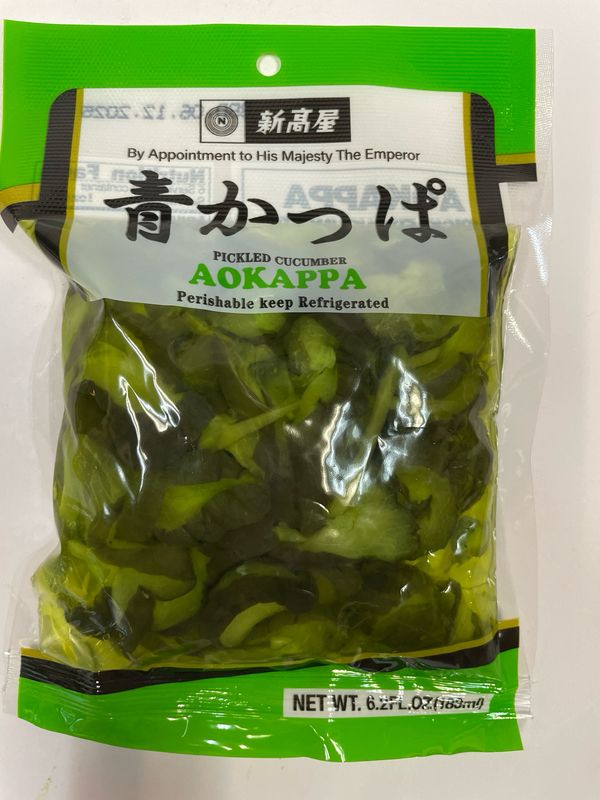 新高屋
By Appointment to His Majesty The Emperor
青かっぱ
PICKLED CUCUMBER
AOKAPPA
Perishable keep Refrigerated
NET WT. 6.2FL.OZ(183ml)